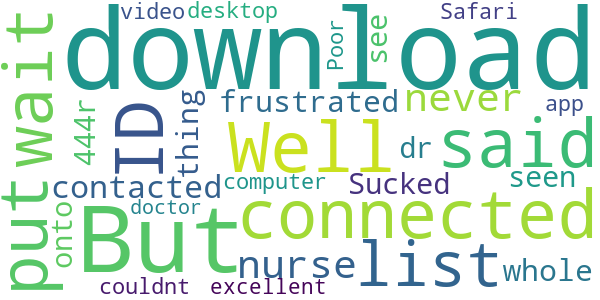 video desktop Safari
download
Poor
see
wait
ID
444r
thing
frustrated never app
Well said
dr
contacted computer Sucked seen
put
onto
But doctor connected
nurse list whole
couldnt excellent